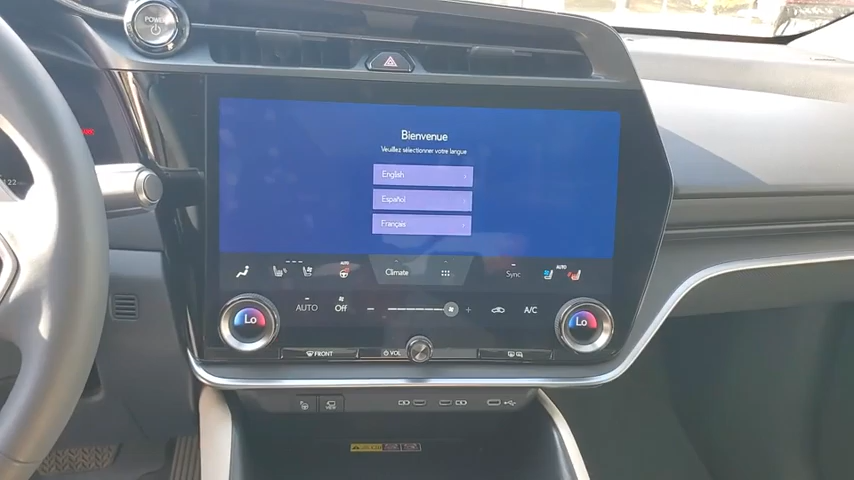 POWER
Bienvenue
Veuillez sélectionner votre langue
English
Español
Français
22
AUTO
Climate
Sync
AUTO
Lo
AUTO
Off
A/C
Lo
FRONT
VOL